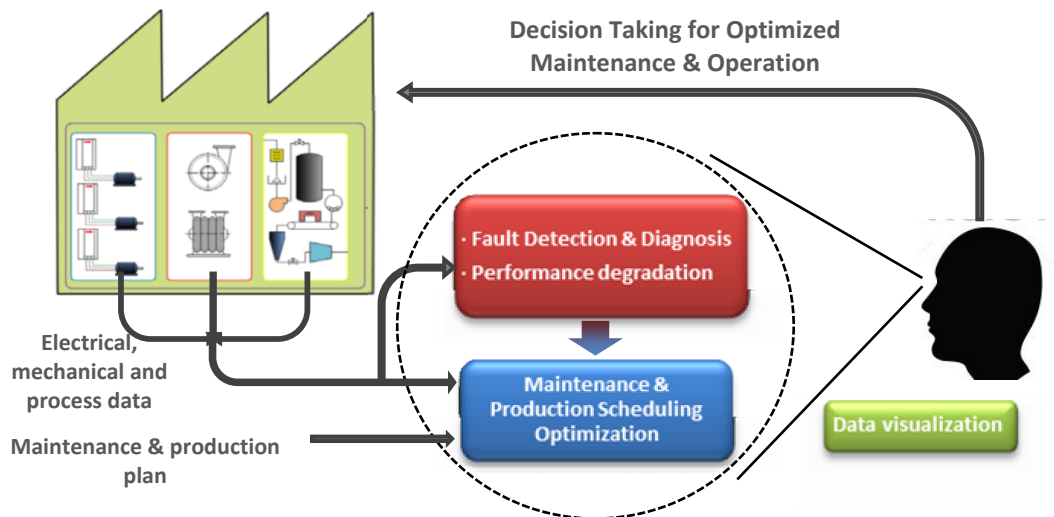 Decision Taking for Optimized
Maintenance & Operation
· Fault Detection & Diagnosis
· Performance degradation
Electrical,
mechanical and
process data
Maintenance &
Production Scheduling
Optimization
Maintenance & production
plan
Data visualization